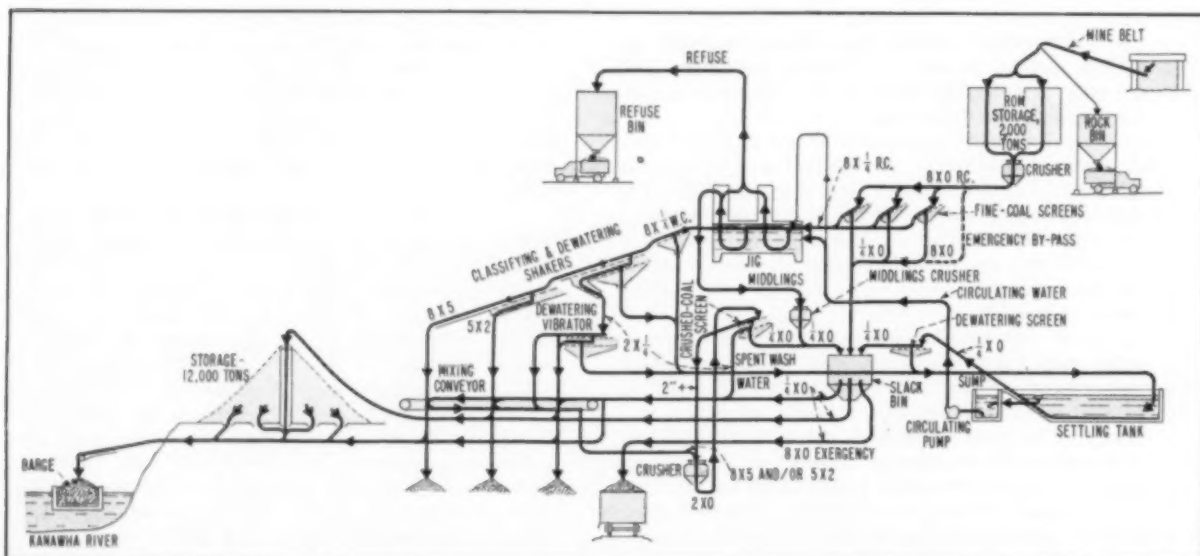 MINE BELT
REFUSE
REFUSE
BIN
ROM
STORAGE,
2,000
TONS
ROCK
BIN
CRUSHER
8 X 1/4 R.C.
8 X 0 R.C.
FINE-COAL SCREENS
EMERGENCY BY-PASS
1/4 X 0
8 X 0
JIG
8 X 1/4 W.C.
CLASSIFYING & DEWATERING
SHAKERS
MIDDLINGS
MIDDLINGS CRUSHER
CIRCULATING WATER
8 X 5
5 X 2
DEWATERING
VIBRATOR
2 X 1/4
CRUSHED-COAL
SCREEN
1/4 X 0
1/4 X 0
1/4 X 0
DEWATERING SCREEN
1/4 X 0
STORAGE-
12,000 TONS
MIXING
CONVEYOR
SPENT WASH
WATER
2"+
1/4 X 0
SLACK
BIN
SUMP
CIRCULATING
PUMP
SETTLING TANK
8 X 0 EXERGENCY
8 X 5 AND/OR 5 X 2
CRUSHER
2 X 0
BARGE
KANAWHA RIVER